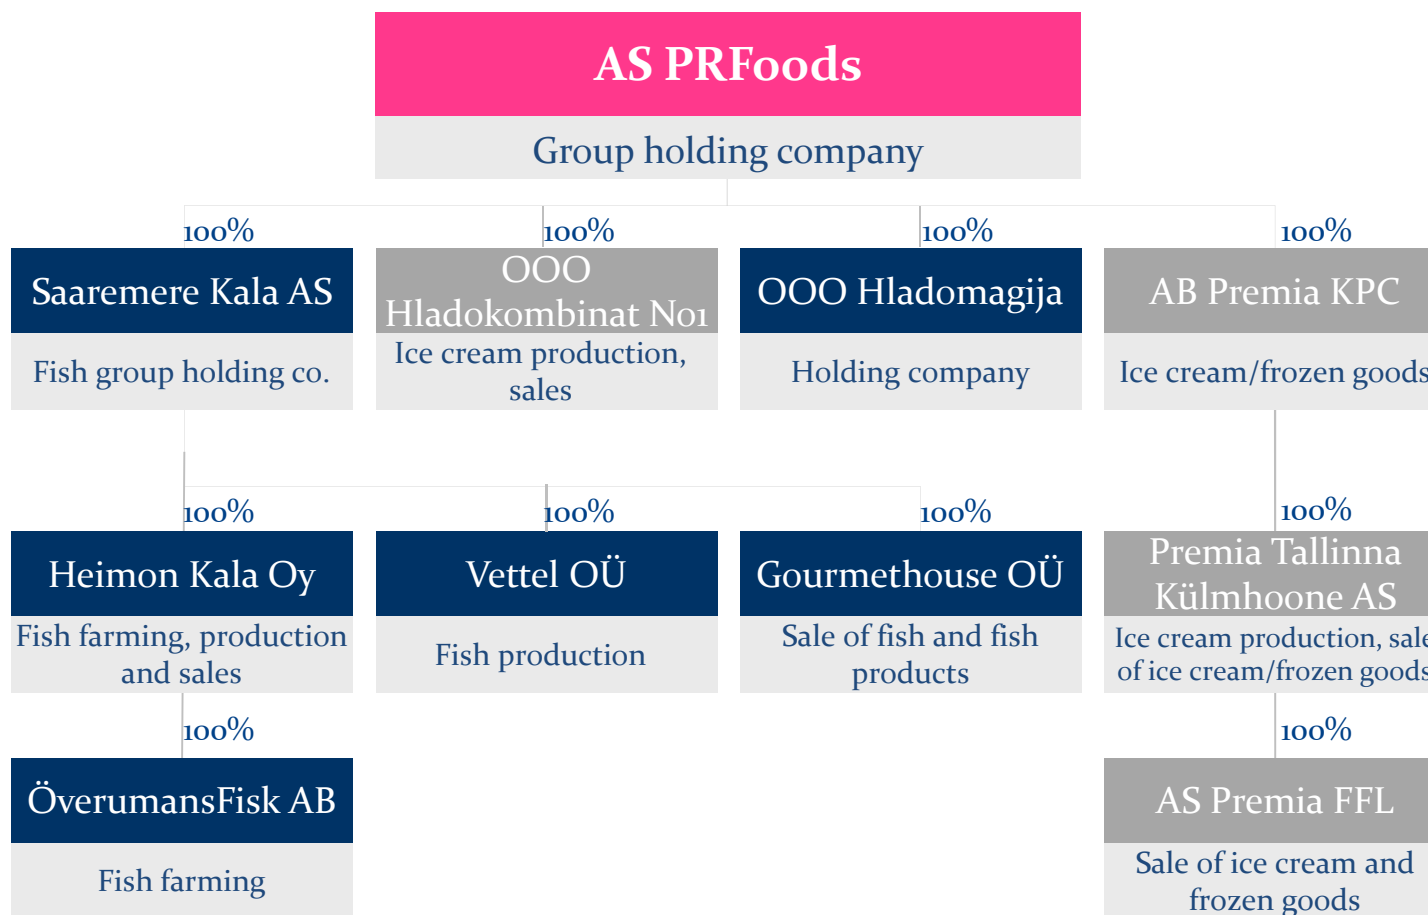 AS PRFoods
Group holding company
100%
100%
100%
100%
Saaremere Kala AS
OOO
Hladokombinat No1
OOO Hladomagija
AB Premia KPC
Fish group holding co.
Ice cream production,
sales
Holding company
Ice cream/frozen goods
100%
100%
100%
100%
Heimon Kala Oy
Vettel OÜ
Gourmethouse OÜ
Premia Tallinna
Külmhoone AS
Fish farming, production
and sales
Fish production
Sale of fish and fish
products
Ice cream production, sale
of ice cream/frozen goods
100%
100%
ÖverumansFisk AB
AS Premia FFL
Fish farming
Sale of ice cream and
frozen goods